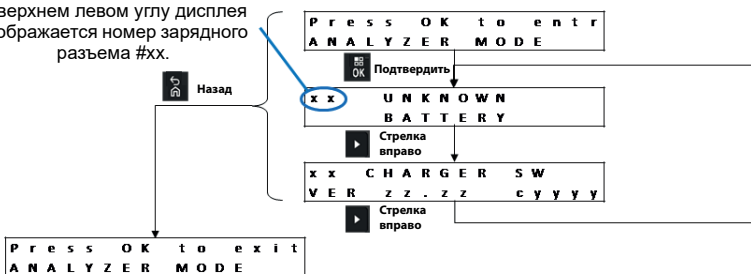 верхнем левом углу дисплея
ображается номер зарядного
разъема #xx.
Press OK to entr
ANALYZER MODE
OK
Подтвердить
Назад
xx UNKNOWN
BATTERY
Стрелка
вправо
xx CHARGER SW
VER zz.zz cyyyy
Стрелка
вправо
Press OK to exit
ANALYZER MODE